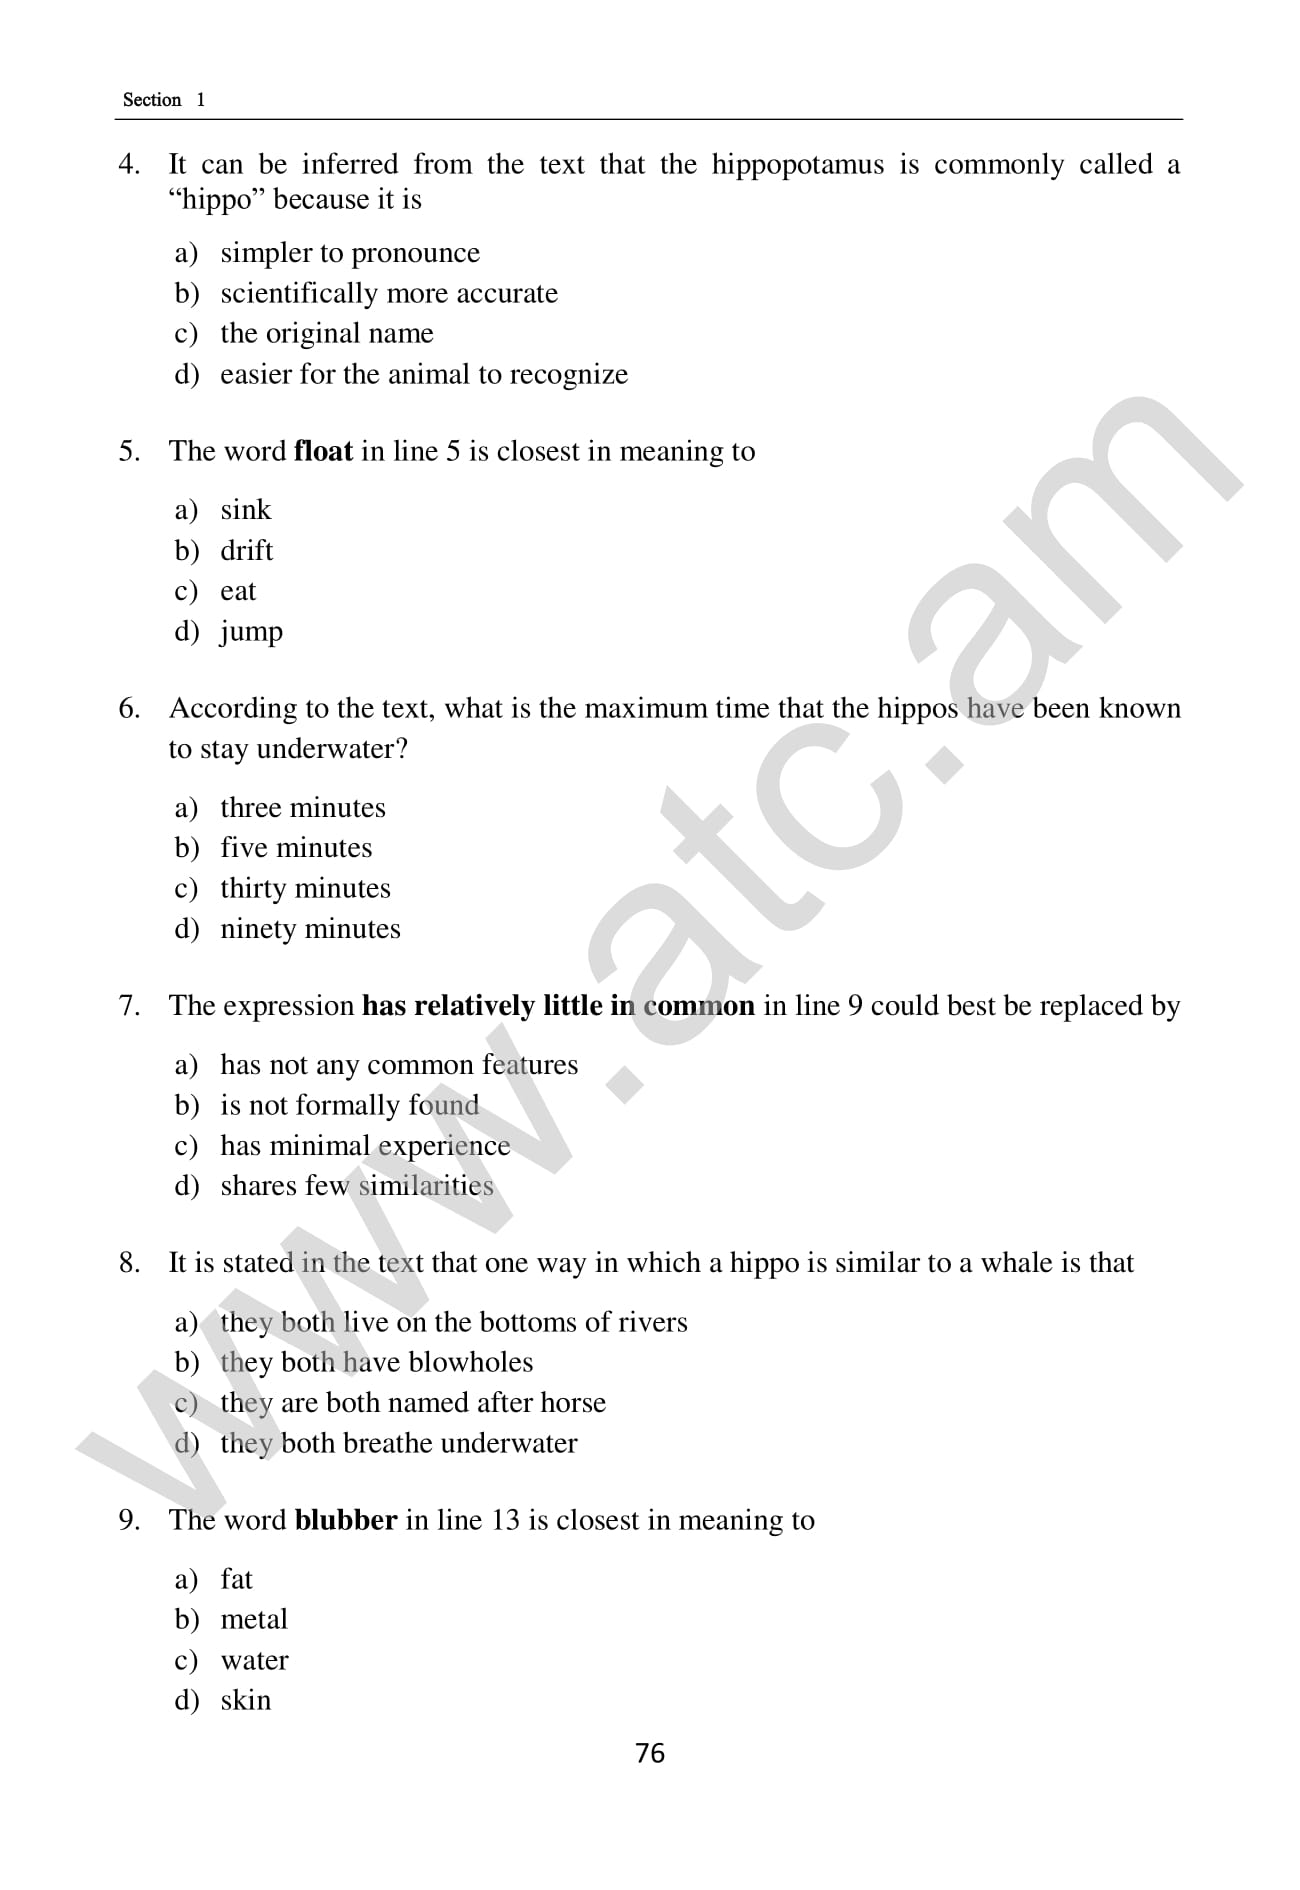 Section 1
4. It can be inferred from the text that the hippopotamus is commonly called a
“hippo” because it is
a) simpler to pronounce
b) scientifically more accurate
c) the original name
d) easier for the animal to recognize
5. The word float in line 5 is closest in meaning to
a) sink
b) drift
c) eat
d) jump
6. According to the text, what is the maximum time that the hippos have been known
to stay underwater?
a) three minutes
b) five minutes
c) thirty minutes
d) ninety minutes
7. The expression has relatively little in common in line 9 could best be replaced by
a) has not any common features
b) is not formally found
c) has minimal experience
d) shares few similarities
8. It is stated in the text that one way in which a hippo is similar to a whale is that
a) they both live on the bottoms of rivers
b) they both have blowholes
c) they are both named after horse
d) they both breathe underwater
9. The word blubber in line 13 is closest in meaning to
a) fat
b) metal
c) water
d) skin
76
www.atc.am